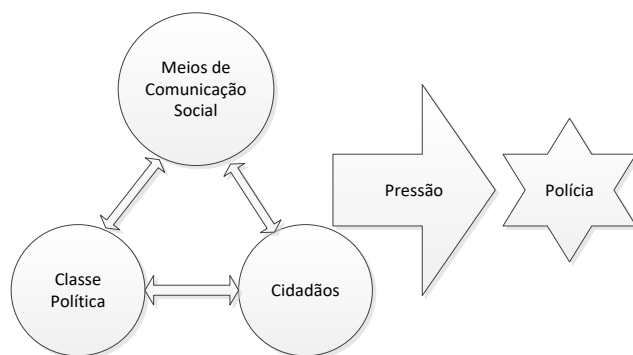 Meios de
Comunicação
Social
Pressão
Polícia
Classe
Política
Cidadãos